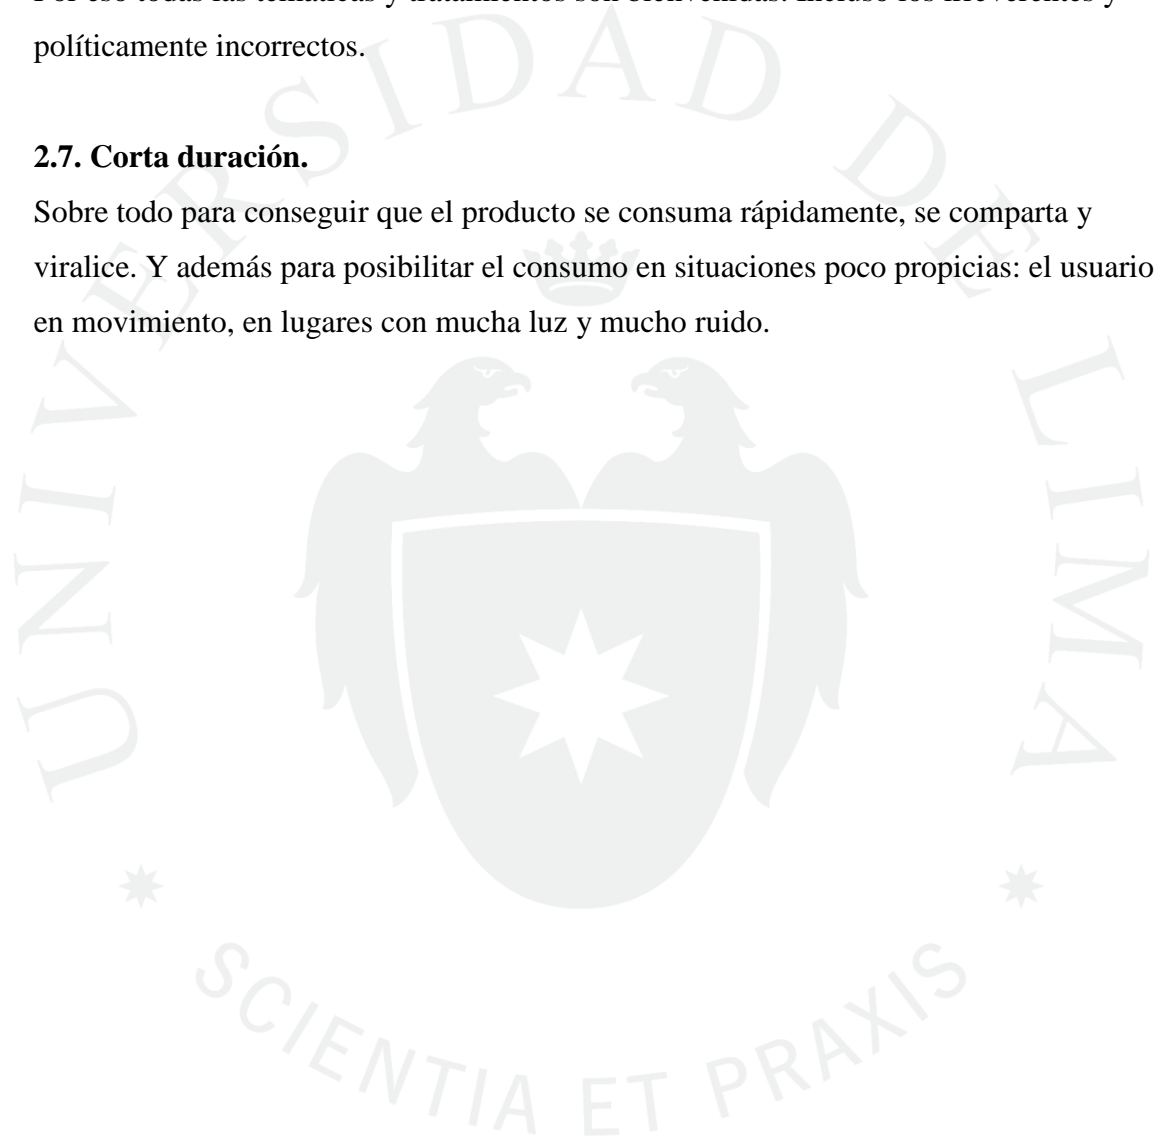 políticamente incorrectos.
2.7. Corta duración.
Sobre todo para conseguir que el producto se consuma rápidamente, se comparta y
viralice. Y además para posibilitar el consumo en situaciones poco propicias: el usuario
en movimiento, en lugares con mucha luz y mucho ruido.
UNIVERSIDAD DE LIMA
SCIENTIA ET PRAXIS